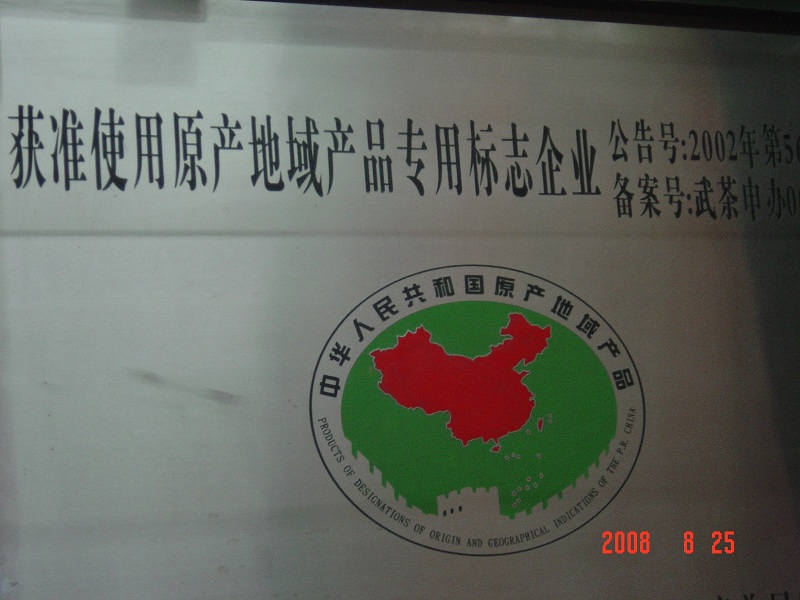 获准使用原产地域产品专用标志企业
公告号:2002年第5
备案号:武茶申办0
中华人民共和国原产地域产品
PRODUCTS OF DESIGNATIONS OF ORIGIN AND GEOGRAPHICAL INDICATIONS OF THE P.R. CHINA
2008 8 25